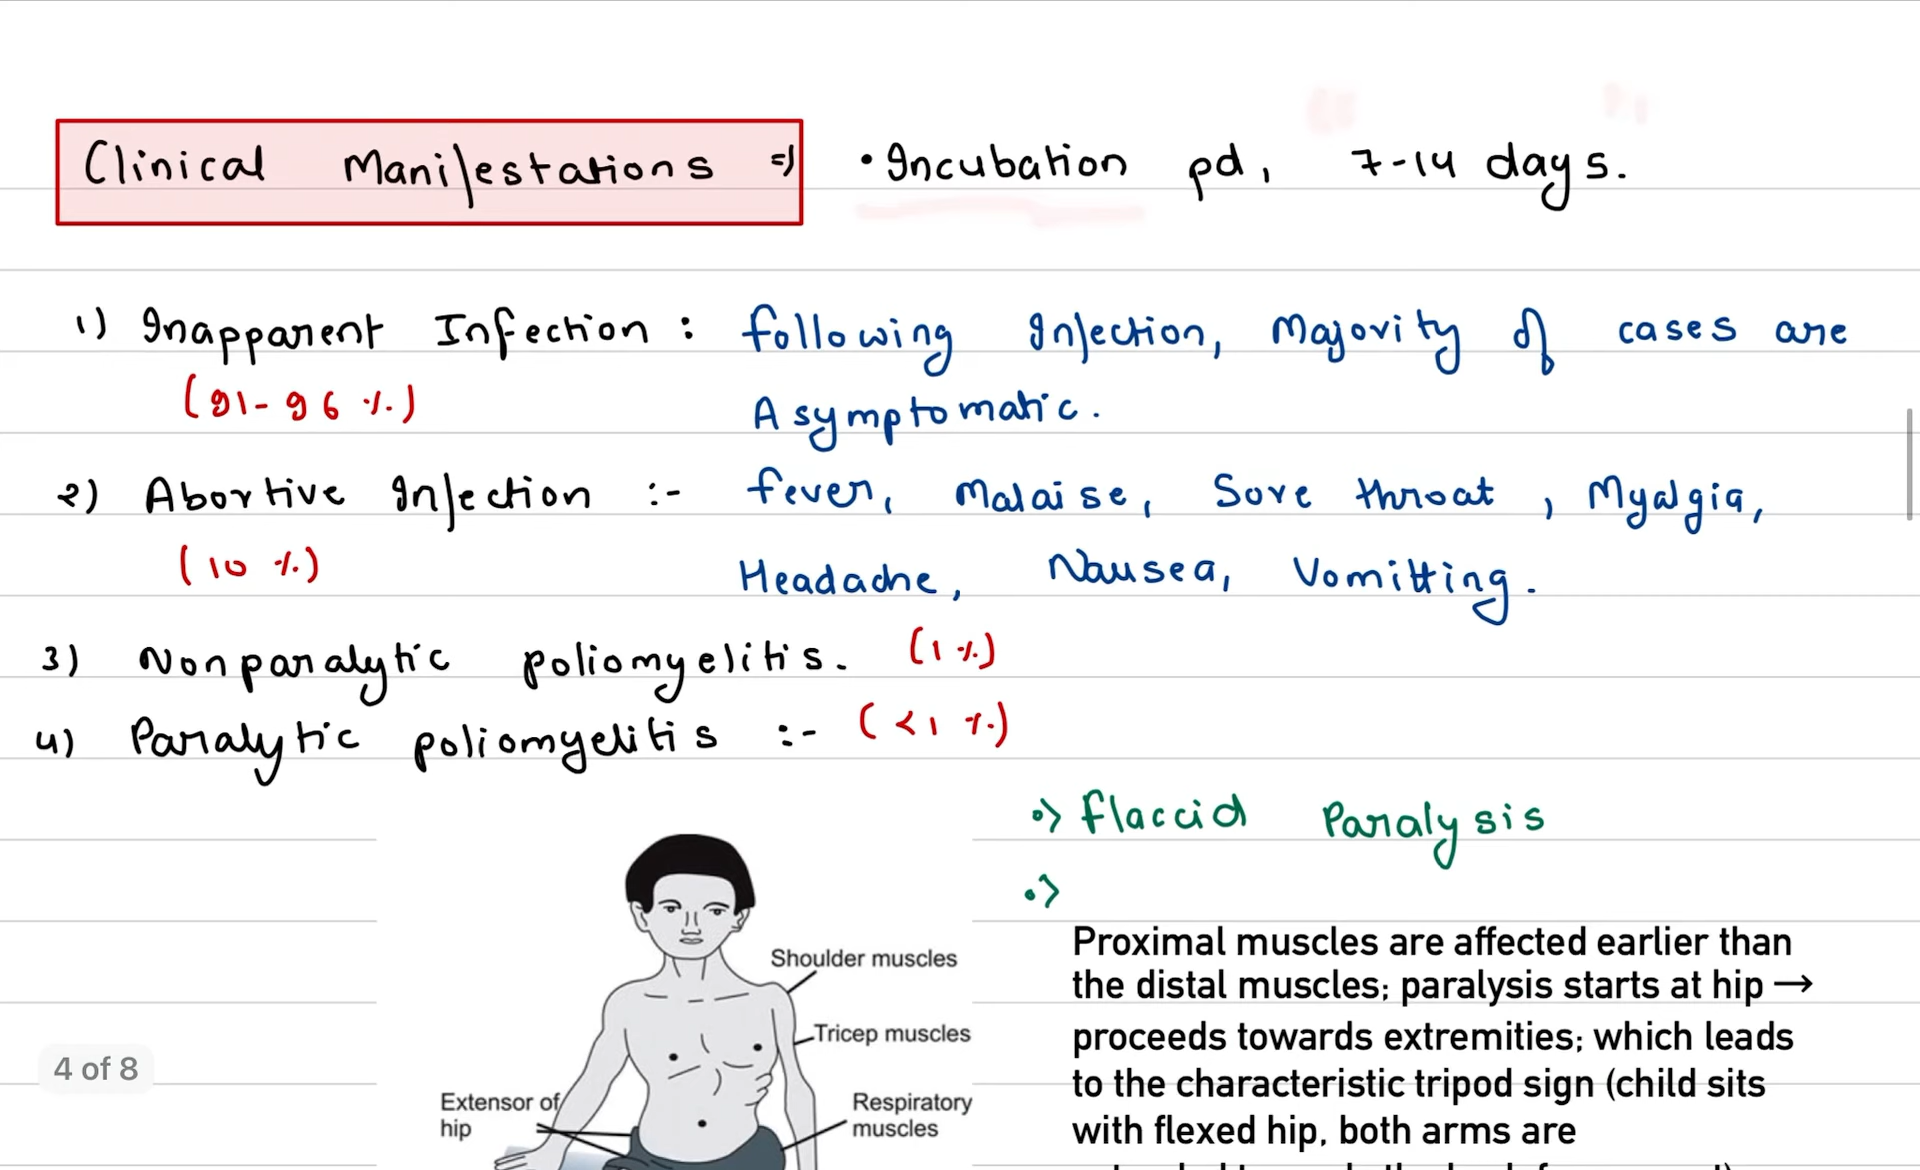 Clinical Manifestations ⇒ • Incubation pd, 7-14 days.
1) Inapparent Infection : following Infection, Majority of cases are
(91-96 %) Asymptomatic.
2) Abortive Infection :- fever, Malaise, Sore throat, Myalgia,
(10 %) Headache, Nausea, Vomitting.
3) Nonparalytic poliomyelitis. (1 %)
4) Paralytic poliomyelitis :- (<1 %)
•> flaccid Paralysis
•>
Shoulder muscles
Tricep muscles
Extensor of
hip
Respiratory
muscles
Proximal muscles are affected earlier than
the distal muscles; paralysis starts at hip →
proceeds towards extremities; which leads
to the characteristic tripod sign (child sits
with flexed hip, both arms are
4 of 8